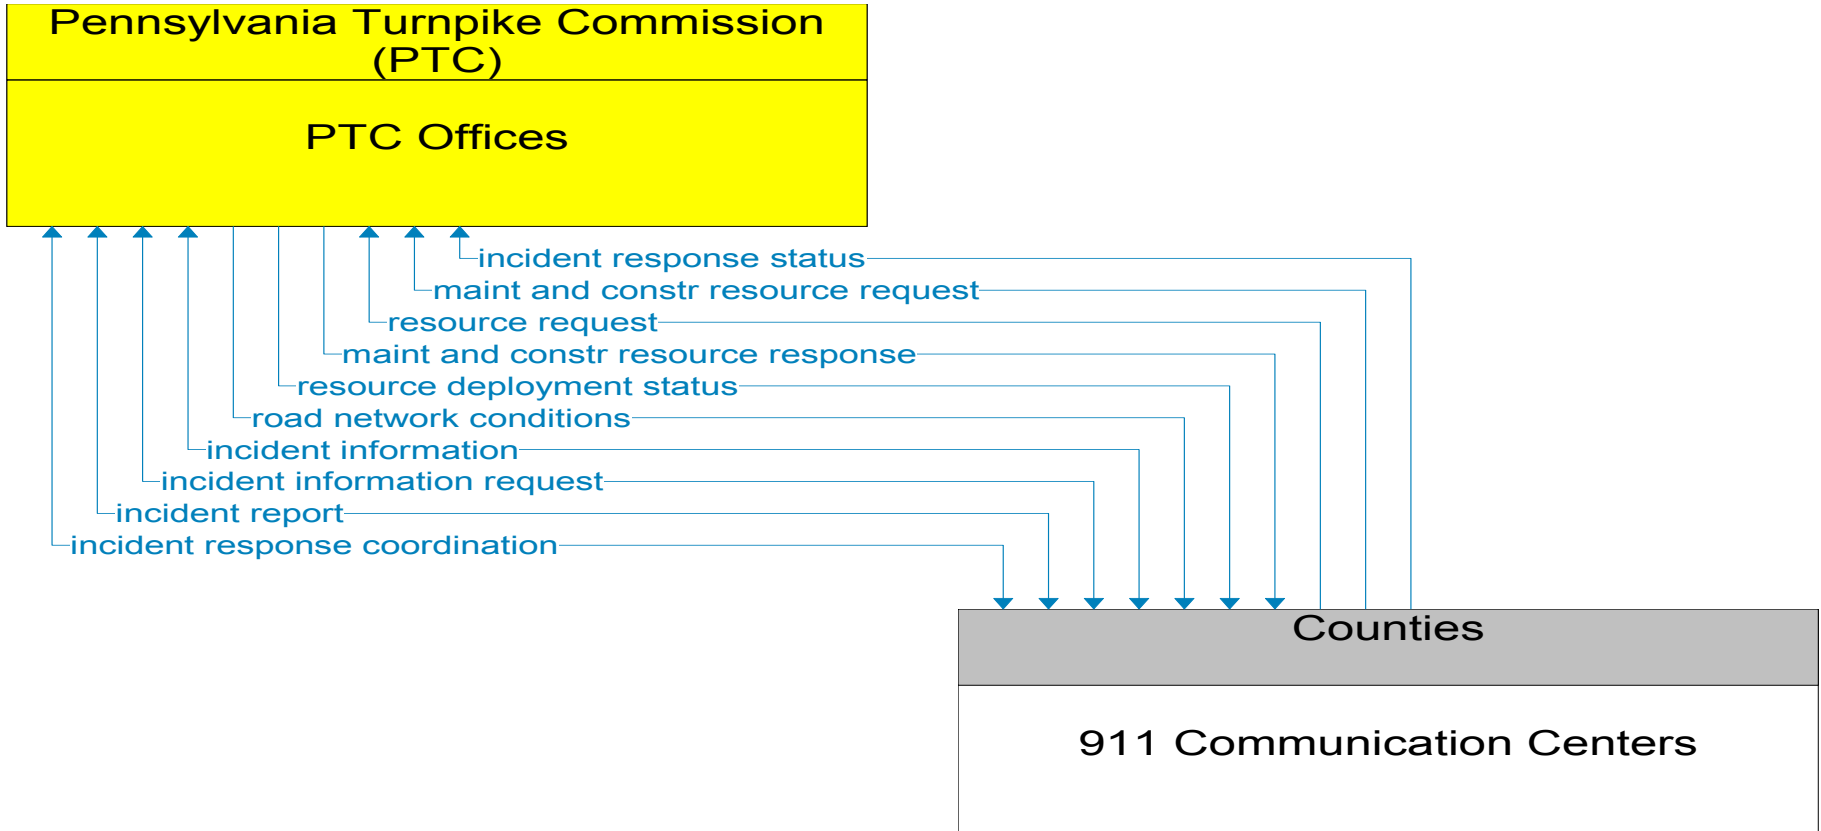 Pennsylvania Turnpike Commission
(PTC)
PTC Offices
incident response status
maint and constr resource request
resource request
maint and constr resource response
resource deployment status
road network conditions
incident information
incident information request
incident report
incident response coordination
Counties
911 Communication Centers